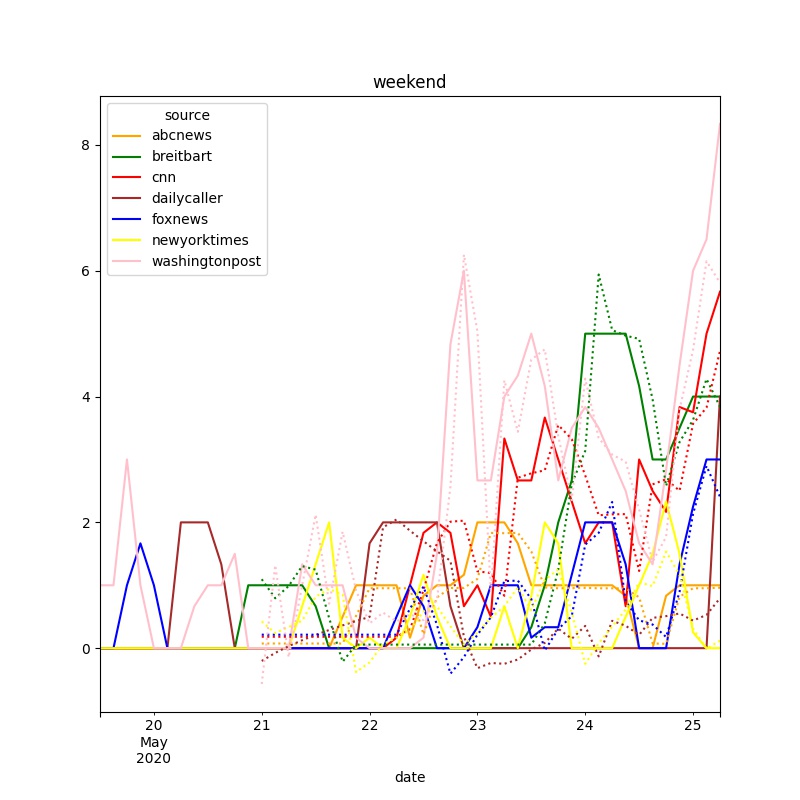 weekend
source
abcnews
breitbart
cnn
dailycaller
foxnews
newyorktimes
washingtonpost
8
6
4
2
0
20 21 22 23 24 25
May
2020
date